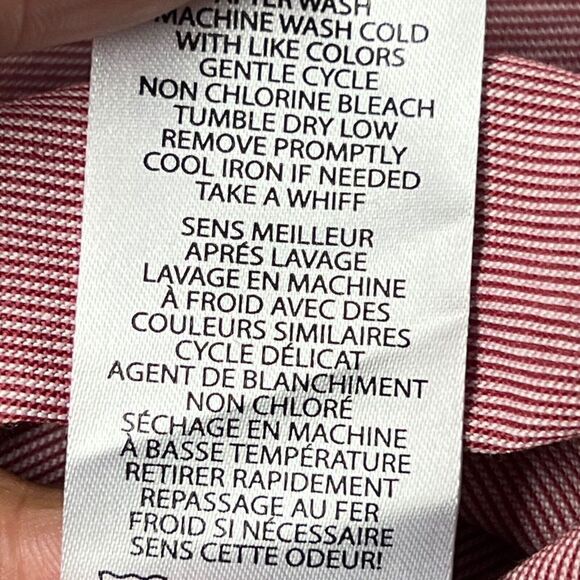 AFTER WASH
MACHINE WASH COLD
WITH LIKE COLORS
GENTLE CYCLE
NON CHLORINE BLEACH
TUMBLE DRY LOW
REMOVE PROMPTLY
COOL IRON IF NEEDED
TAKE A WHIFF
SENS MEILLEUR
APRÉS LAVAGE
LAVAGE EN MACHINE
À FROID AVEC DES
COULEURS SIMILAIRES
CYCLE DÉLICAT
AGENT DE BLANCHIMENT
NON CHLORÉ
SÉCHAGE EN MACHINE
À BASSE TEMPÉRATURE
RETIRER RAPIDEMENT
REPASSAGE AU FER
FROID SI NÉCESSAIRE
SENS CETTE ODEUR!